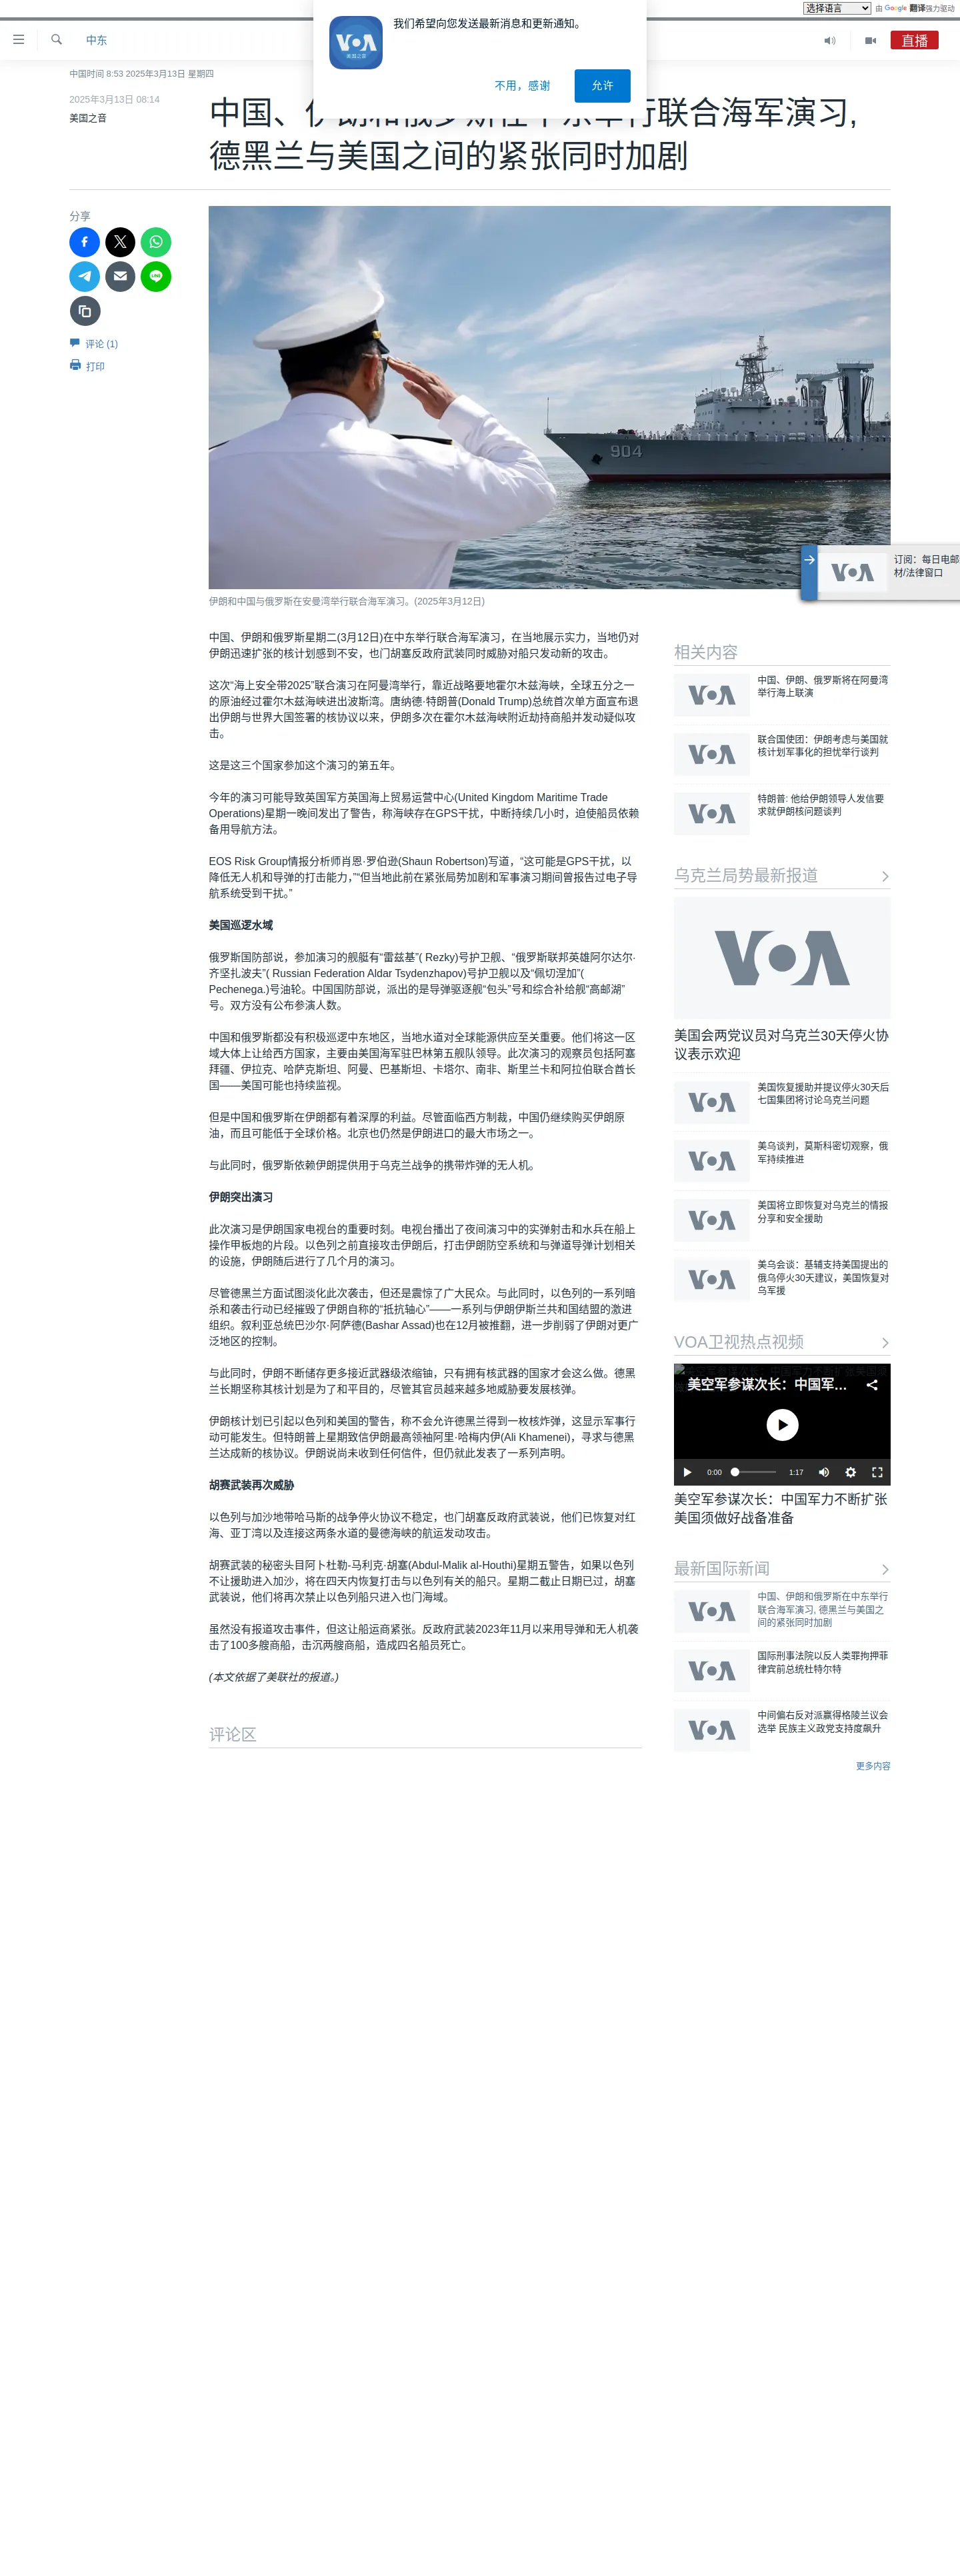 选择语言
由 Google 翻译强力驱动
我们希望向您发送最新消息和更新通知。
VOA
美国之音
不用，感谢
允许
中东
直播
中国时间 8:53 2025年3月13日 星期四
2025年3月13日 08:14
美国之音
行联合海军演习,
德黑兰与美国之间的紧张同时加剧
分享
LINE
评论 (1)
打印
904
伊朗和中国与俄罗斯在安曼湾举行联合海军演习。(2025年3月12日)
VOA
订阅：每日电邮
材/法律窗口
中国、伊朗和俄罗斯星期二(3月12日)在中东举行联合海军演习，在当地展示实力，当地仍对
伊朗迅速扩张的核计划感到不安，也门胡塞反政府武装同时威胁对船只发动新的攻击。
这次“海上安全带2025”联合演习在阿曼湾举行，靠近战略要地霍尔木兹海峡，全球五分之一
的原油经过霍尔木兹海峡进出波斯湾。唐纳德·特朗普(Donald Trump)总统首次单方面宣布退
出伊朗与世界大国签署的核协议以来，伊朗多次在霍尔木兹海峡附近劫持商船并发动疑似攻
击。
这是这三个国家参加这个演习的第五年。
今年的演习可能导致英国军方英国海上贸易运营中心(United Kingdom Maritime Trade
Operations)星期一晚间发出了警告，称海峡存在GPS干扰，中断持续几小时，迫使船员依赖
备用导航方法。
EOS Risk Group情报分析师肖恩·罗伯逊(Shaun Robertson)写道，“这可能是GPS干扰，以
降低无人机和导弹的打击能力，”“但当地此前在紧张局势加剧和军事演习期间曾报告过电子导
航系统受到干扰。”
美国巡逻水域
俄罗斯国防部说，参加演习的舰艇有“雷兹基”( Rezky)号护卫舰、“俄罗斯联邦英雄阿尔达尔·
齐坚扎波夫”( Russian Federation Aldar Tsydenzhapov)号护卫舰以及“佩切涅加”(
Pechenega.)号油轮。中国国防部说，派出的是导弹驱逐舰“包头”号和综合补给舰“高邮湖”
号。双方没有公布参演人数。
中国和俄罗斯都没有积极巡逻中东地区，当地水道对全球能源供应至关重要。他们将这一区
域大体上让给西方国家，主要由美国海军驻巴林第五舰队领导。此次演习的观察员包括阿塞
拜疆、伊拉克、哈萨克斯坦、阿曼、巴基斯坦、卡塔尔、南非、斯里兰卡和阿拉伯联合酋长
国——美国可能也持续监视。
但是中国和俄罗斯在伊朗都有着深厚的利益。尽管面临西方制裁，中国仍继续购买伊朗原
油，而且可能低于全球价格。北京也仍然是伊朗进口的最大市场之一。
与此同时，俄罗斯依赖伊朗提供用于乌克兰战争的携带炸弹的无人机。
伊朗突出演习
此次演习是伊朗国家电视台的重要时刻。电视台播出了夜间演习中的实弹射击和水兵在船上
操作甲板炮的片段。以色列之前直接攻击伊朗后，打击伊朗防空系统和与弹道导弹计划相关
的设施，伊朗随后进行了几个月的演习。
尽管德黑兰方面试图淡化此次袭击，但还是震惊了广大民众。与此同时，以色列的一系列暗
杀和袭击行动已经摧毁了伊朗自称的“抵抗轴心”——一系列与伊朗伊斯兰共和国结盟的激进
组织。叙利亚总统巴沙尔·阿萨德(Bashar Assad)也在12月被推翻，进一步削弱了伊朗对更广
泛地区的控制。
与此同时，伊朗不断储存更多接近武器级浓缩铀，只有拥有核武器的国家才会这么做。德黑
兰长期坚称其核计划是为了和平目的，尽管其官员越来越多地威胁要发展核弹。
伊朗核计划已引起以色列和美国的警告，称不会允许德黑兰得到一枚核炸弹，这显示军事行
动可能发生。但特朗普上星期致信伊朗最高领袖阿里·哈梅内伊(Ali Khamenei)，寻求与德黑
兰达成新的核协议。伊朗说尚未收到任何信件，但仍就此发表了一系列声明。
胡赛武装再次威胁
以色列与加沙地带哈马斯的战争停火协议不稳定，也门胡塞反政府武装说，他们已恢复对红
海、亚丁湾以及连接这两条水道的曼德海峡的航运发动攻击。
胡赛武装的秘密头目阿卜杜勒-马利克·胡塞(Abdul-Malik al-Houthi)星期五警告，如果以色列
不让援助进入加沙，将在四天内恢复打击与以色列有关的船只。星期二截止日期已过，胡塞
武装说，他们将再次禁止以色列船只进入也门海域。
虽然没有报道攻击事件，但这让船运商紧张。反政府武装2023年11月以来用导弹和无人机袭
击了100多艘商船，击沉两艘商船，造成四名船员死亡。
(本文依据了美联社的报道。)
评论区
相关内容
VOA
中国、伊朗、俄罗斯将在阿曼湾
举行海上联演
VOA
联合国使团：伊朗考虑与美国就
核计划军事化的担忧举行谈判
VOA
特朗普: 他给伊朗领导人发信要
求就伊朗核问题谈判
乌克兰局势最新报道
VOA
美国会两党议员对乌克兰30天停火协
议表示欢迎
VOA
美国恢复援助并提议停火30天后
七国集团将讨论乌克兰问题
VOA
美乌谈判，莫斯科密切观察，俄
军持续推进
VOA
美国将立即恢复对乌克兰的情报
分享和安全援助
VOA
美乌会谈：基辅支持美国提出的
俄乌停火30天建议，美国恢复对
乌军援
VOA卫视热点视频
美空军参谋次长：中国军...
0:00
1:17
美空军参谋次长：中国军力不断扩张
美国须做好战备准备
最新国际新闻
VOA
中国、伊朗和俄罗斯在中东举行
联合海军演习, 德黑兰与美国之
间的紧张同时加剧
VOA
国际刑事法院以反人类罪拘押菲
律宾前总统杜特尔特
VOA
中间偏右反对派赢得格陵兰议会
选举 民族主义政党支持度飙升
更多内容